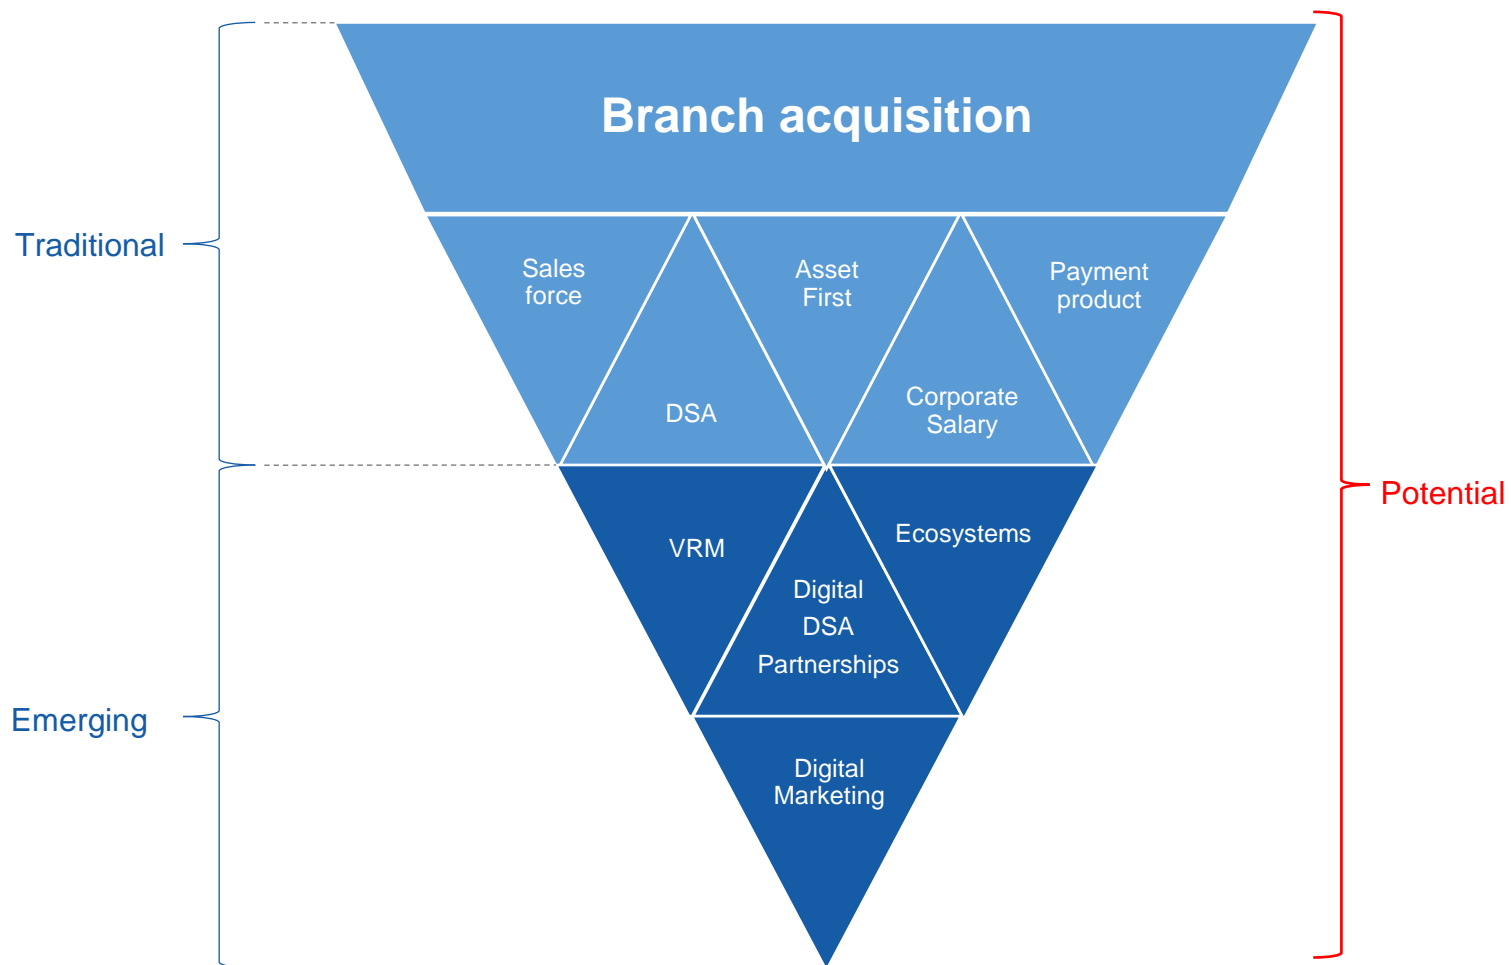 Branch acquisition
Traditional
Sales
force
Asset
First
Payment
product
DSA
Corporate
Salary
Potential
VRM
Ecosystems
Digital
DSA
Partnerships
Emerging
Digital
Marketing